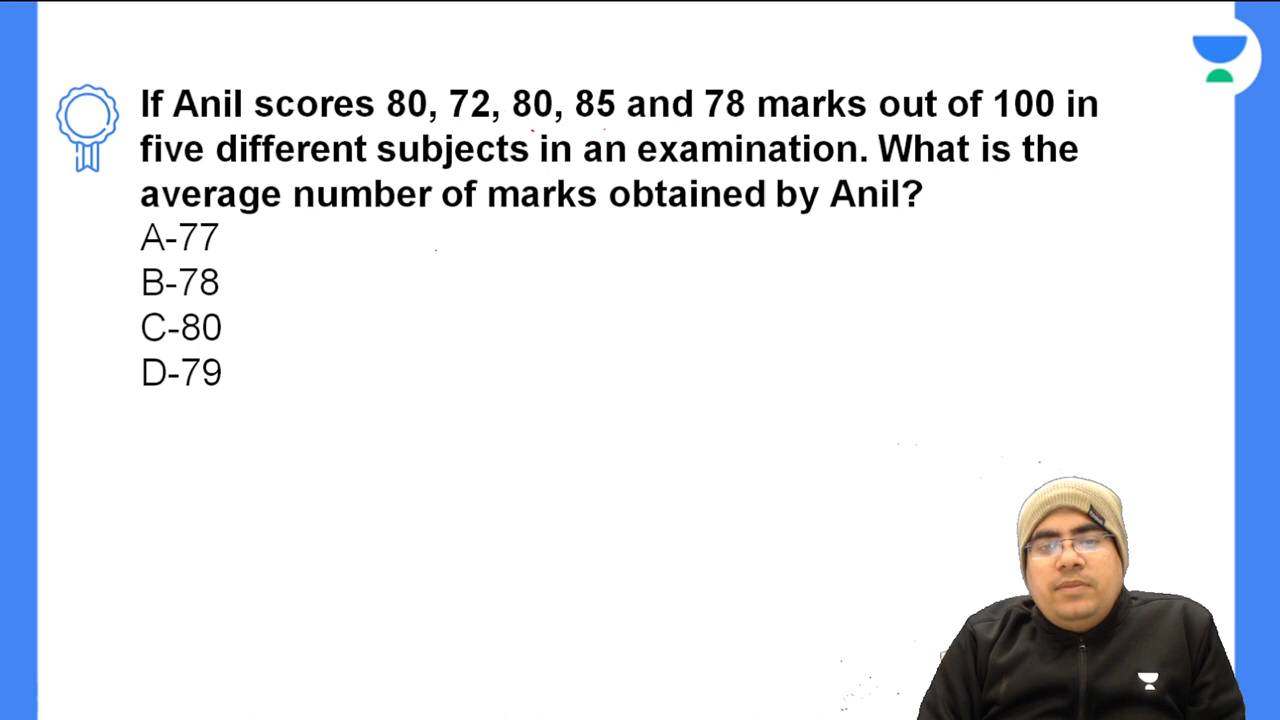 If Anil scores 80, 72, 80, 85 and 78 marks out of 100 in
five different subjects in an examination. What is the
average number of marks obtained by Anil?
A-77
B-78
C-80
D-79